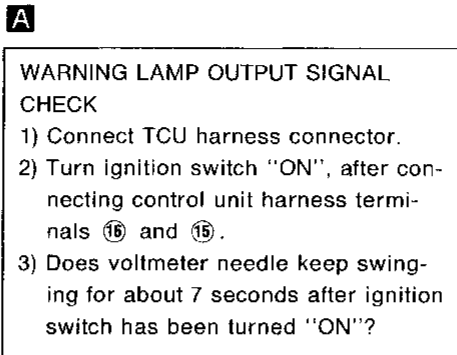 A
WARNING LAMP OUTPUT SIGNAL
CHECK
1) Connect TCU harness connector.
2) Turn ignition switch "ON", after con-
necting control unit harness termi-
nals ⑯ and ⑮.
3) Does voltmeter needle keep swing-
ing for about 7 seconds after ignition
switch has been turned "ON"?